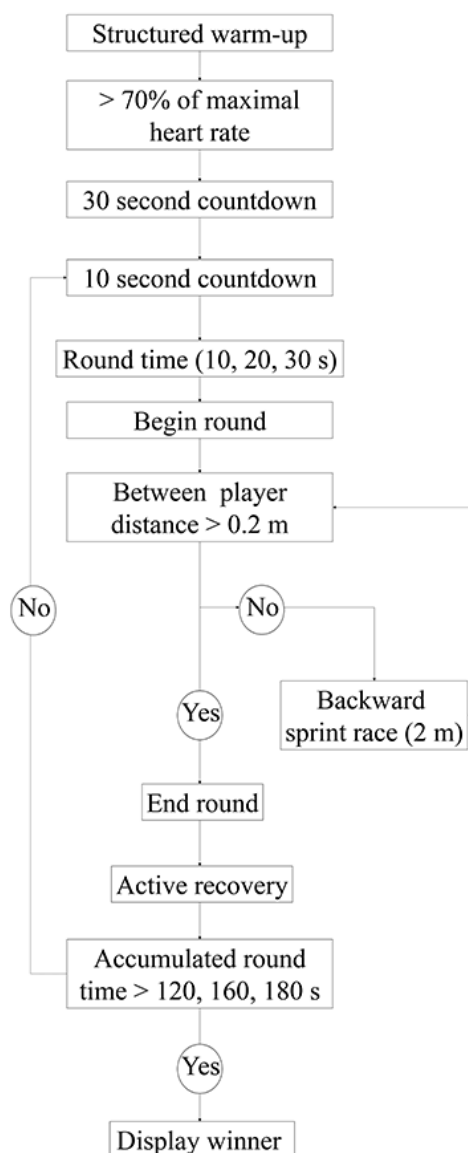 Structured warm-up
> 70% of maximal
heart rate
30 second countdown
10 second countdown
Round time (10, 20, 30 s)
Begin round
Between player
distance > 0.2 m
No
No
Yes
Backward
sprint race (2 m)
End round
Active recovery
Accumulated round
time > 120, 160, 180 s
Yes
Display winner